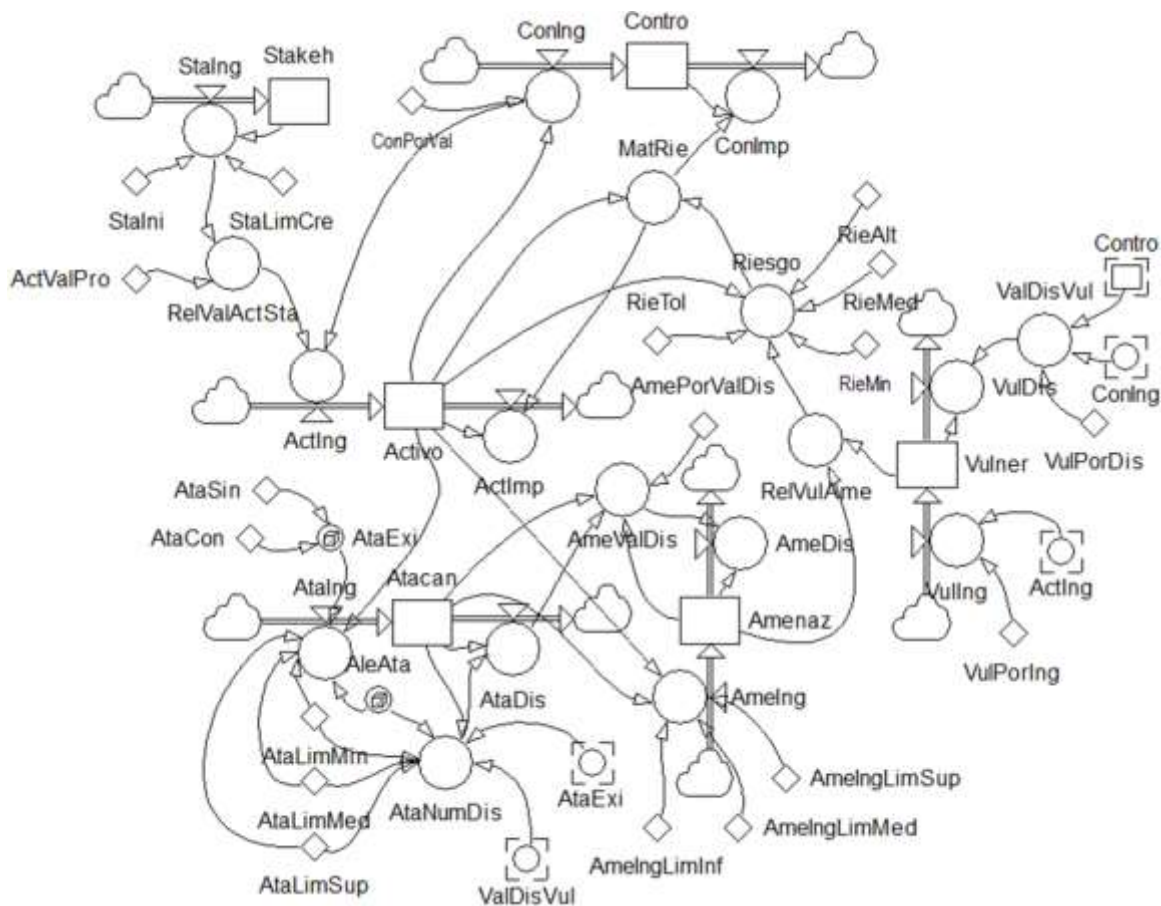 ConIng
Contro
StaIng
Stakeh
ConPorVal
ConImp
MatRie
StaIni
StaLimCre
RieAlt
Contro
ActValPro
RelValActSta
Riesgo
ValDisVul
RieTol
RieMed
AmePorValDis
RieMin
VulDis
ConIng
ActIng
Activo
ActImp
RelVulAme
Vulner
VulPorDis
AtaSin
AtaCon
AtaExi
AmeValDis
AmeDis
AtaIng
Atacan
VulIng
ActIng
Amenaz
AleAta
VulPorIng
AtaDis
AmeIng
AtaLimMin
AtaLimMed
AtaNumDis
AtaExi
AmeIngLimSup
AmeIngLimMed
AmeIngLimInf
AtaLimSup
ValDisVul